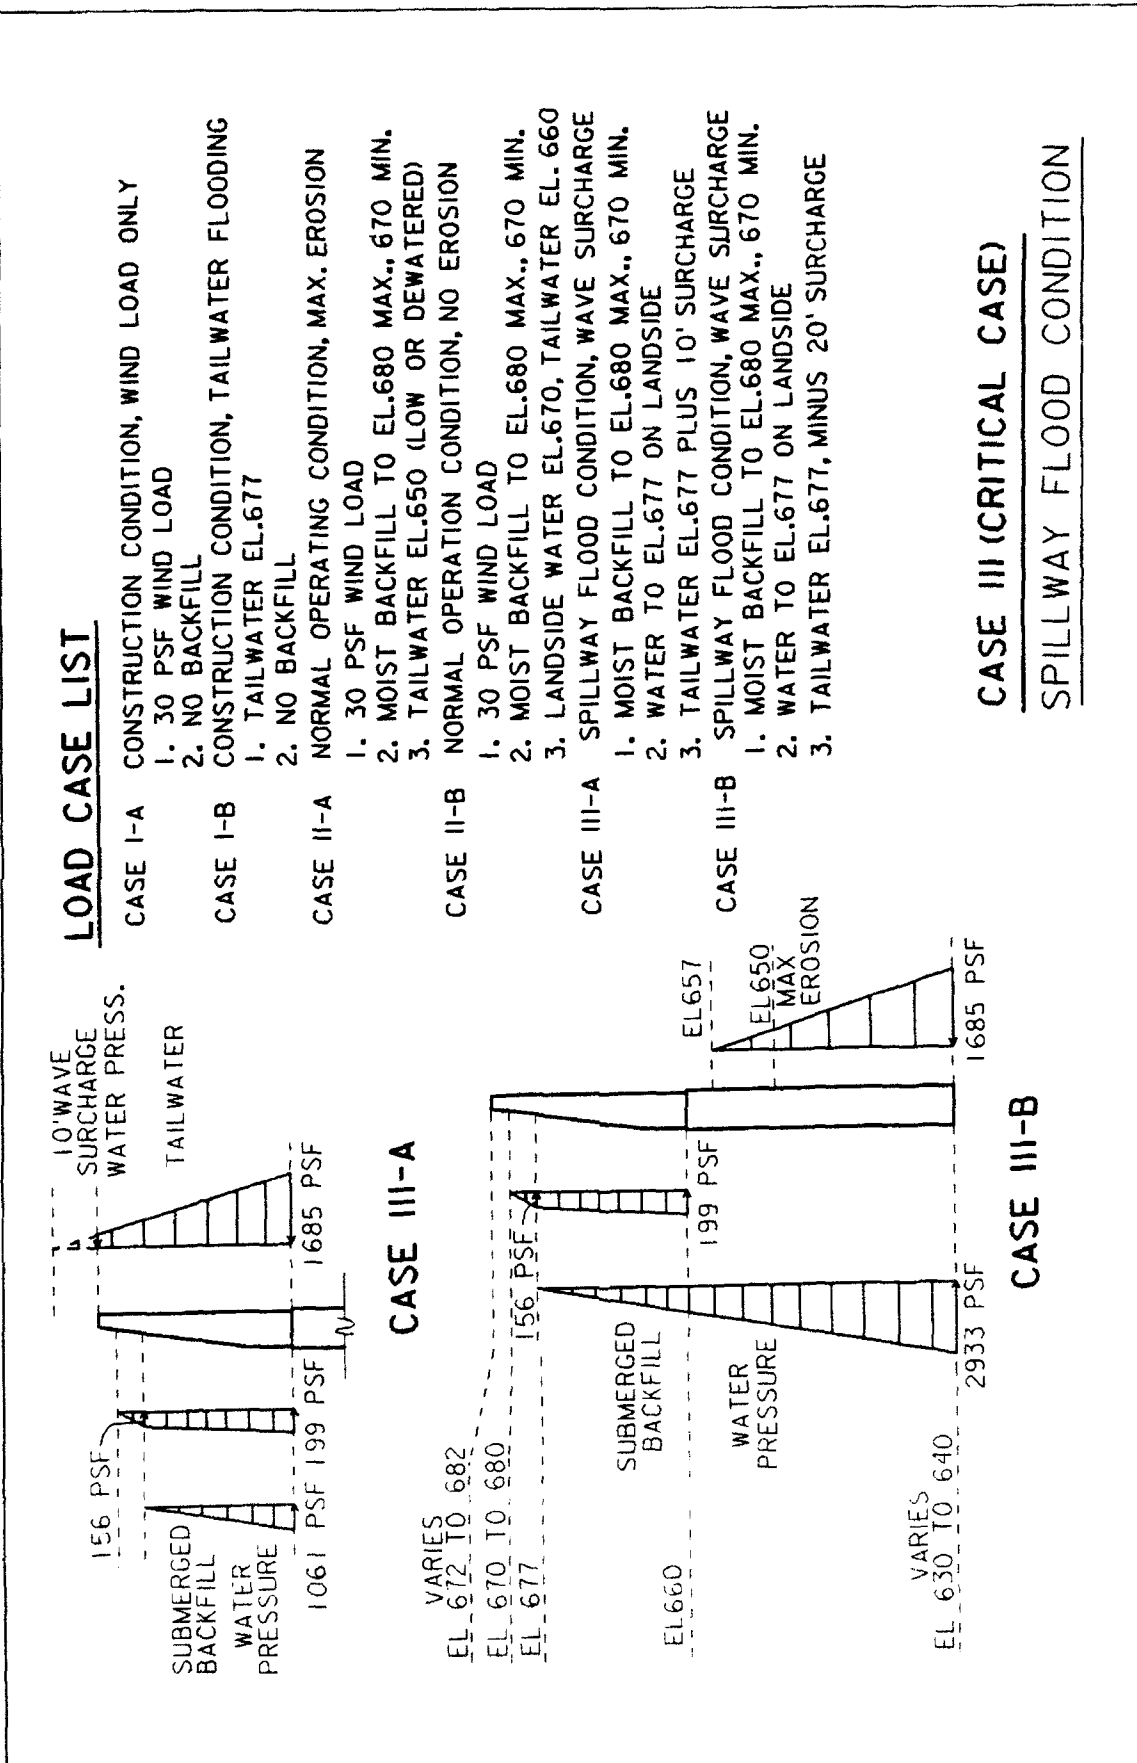 LOAD CASE LIST
CASE I-A CONSTRUCTION CONDITION, WIND LOAD ONLY
1. 30 PSF WIND LOAD
2. NO BACKFILL
CASE I-B CONSTRUCTION CONDITION, TAILWATER FLOODING
1. TAILWATER EL.677
2. NO BACKFILL
CASE II-A NORMAL OPERATING CONDITION, MAX. EROSION
1. 30 PSF WIND LOAD
2. MOIST BACKFILL TO EL.680 MAX., 670 MIN.
3. TAILWATER EL.650 (LOW OR DEWATERED)
CASE II-B NORMAL OPERATION CONDITION, NO EROSION
1. 30 PSF WIND LOAD
2. MOIST BACKFILL TO EL.680 MAX., 670 MIN.
3. LANDSIDE WATER EL.670, TAILWATER EL. 660
CASE III-A SPILLWAY FLOOD CONDITION, WAVE SURCHARGE
1. MOIST BACKFILL TO EL.680 MAX., 670 MIN.
2. WATER TO EL.677 ON LANDSIDE
3. TAILWATER EL.677 PLUS 10' SURCHARGE
CASE III-B SPILLWAY FLOOD CONDITION, WAVE SURCHARGE
1. MOIST BACKFILL TO EL.680 MAX., 670 MIN.
2. WATER TO EL.677 ON LANDSIDE
3. TAILWATER EL.677, MINUS 20' SURCHARGE
10' WAVE
SURCHARGE
WATER PRESS.
TAILWATER
156 PSF
SUBMERGED
BACKFILL
WATER
PRESSURE
1061 PSF
199 PSF
1685 PSF
CASE III-A
VARIES
EL 672 TO 682
EL 670 TO 680
EL 677
156 PSF
SUBMERGED
BACKFILL
EL660
199 PSF
WATER
PRESSURE
EL657
EL650
MAX
EROSION
VARIES
EL 630 TO 640
2933 PSF
1685 PSF
CASE III-B
CASE III (CRITICAL CASE)
SPILLWAY FLOOD CONDITION